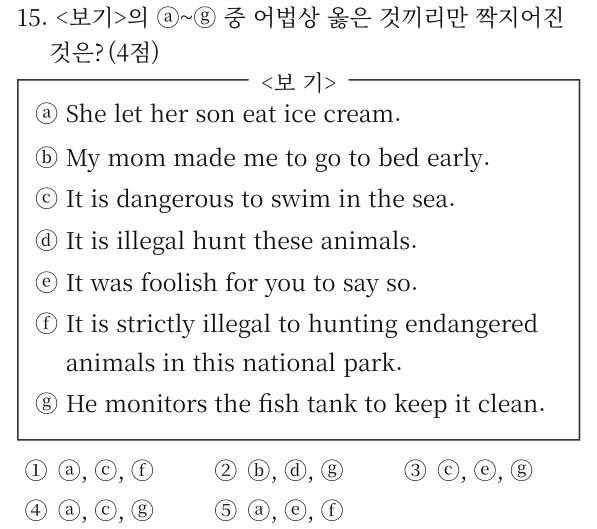 15. <보기>의 ⓐ~ⓖ 중 어법상 옳은 것끼리만 짝지어진
것은? (4점)
<보 기>
ⓐ She let her son eat ice cream.
ⓑ My mom made me to go to bed early.
ⓒ It is dangerous to swim in the sea.
ⓓ It is illegal hunt these animals.
ⓔ It was foolish for you to say so.
ⓕ It is strictly illegal to hunting endangered
animals in this national park.
ⓖ He monitors the fish tank to keep it clean.
① ⓐ, ⓒ, ⓕ ② ⓑ, ⓓ, ⓖ ③ ⓒ, ⓔ, ⓖ
④ ⓐ, ⓒ, ⓖ ⑤ ⓐ, ⓔ, ⓕ